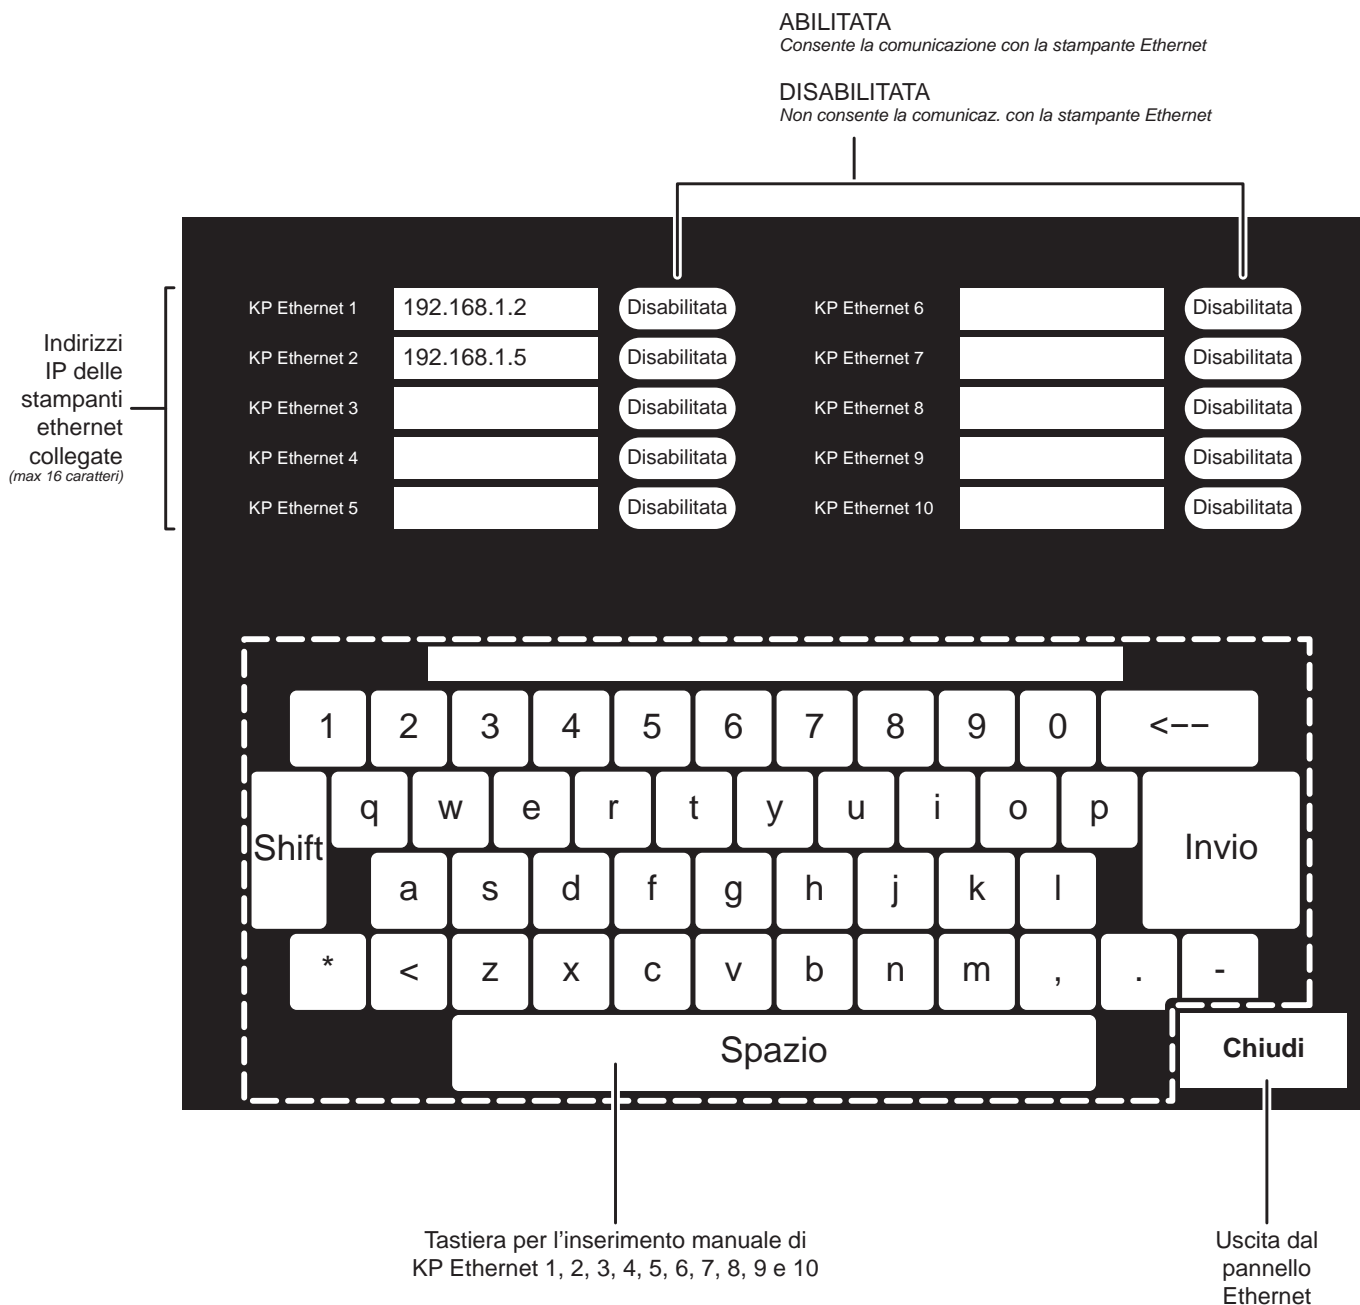 ABILITATA
Consente la comunicazione con la stampante Ethernet
DISABILITATA
Non consente la comunicaz. con la stampante Ethernet
Indirizzi
IP delle
stampanti
ethernet
collegate
(max 16 caratteri)
KP Ethernet 1 192.168.1.2 Disabilitata KP Ethernet 6 Disabilitata
KP Ethernet 2 192.168.1.5 Disabilitata KP Ethernet 7 Disabilitata
KP Ethernet 3 Disabilitata KP Ethernet 8 Disabilitata
KP Ethernet 4 Disabilitata KP Ethernet 9 Disabilitata
KP Ethernet 5 Disabilitata KP Ethernet 10 Disabilitata
1 2 3 4 5 6 7 8 9 0 <−−
q w e r t y u i o p
Shift Invio
a s d f g h j k l
* < z x c v b n m , . -
Spazio
Chiudi
Tastiera per l'inserimento manuale di
KP Ethernet 1, 2, 3, 4, 5, 6, 7, 8, 9 e 10
Uscita dal
pannello
Ethernet